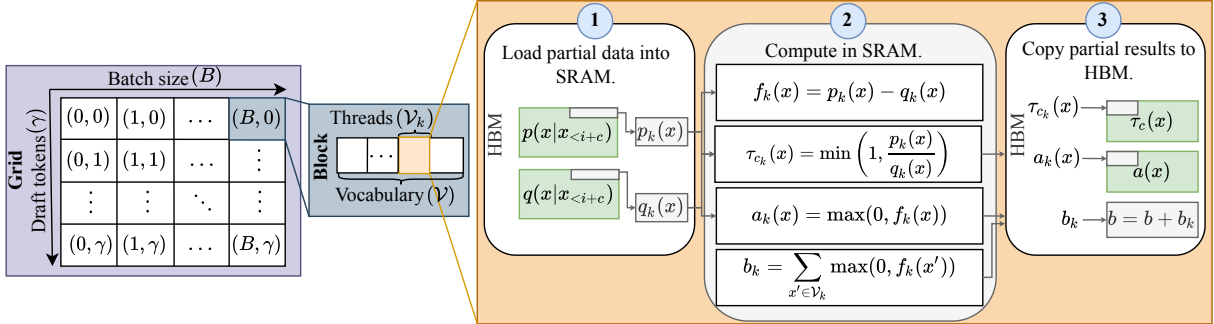 Grid
Draft tokens(γ)
Batch size (B)
(0, 0) (1, 0) … (B, 0)
(0, 1) (1, 1) … ⋮
⋮ ⋮ ⋱ ⋮
(0, γ) (1, γ) … (B, γ)
Block
Threads (𝒱_k)
…
Vocabulary (𝒱)
1
Load partial data into
SRAM.
HBM
p(x|x_{<i+c})
p_k(x)
q(x|x_{<i+c})
q_k(x)
2
Compute in SRAM.
f_k(x) = p_k(x) − q_k(x)
τ_{c_k}(x) = min(1, p_k(x)/q_k(x))
a_k(x) = max(0, f_k(x))
b_k = ∑_{x′∈𝒱_k} max(0, f_k(x′))
3
Copy partial results to
HBM.
HBM
τ_{c_k}(x)
τ_c(x)
a_k(x)
a(x)
b_k
b = b + b_k